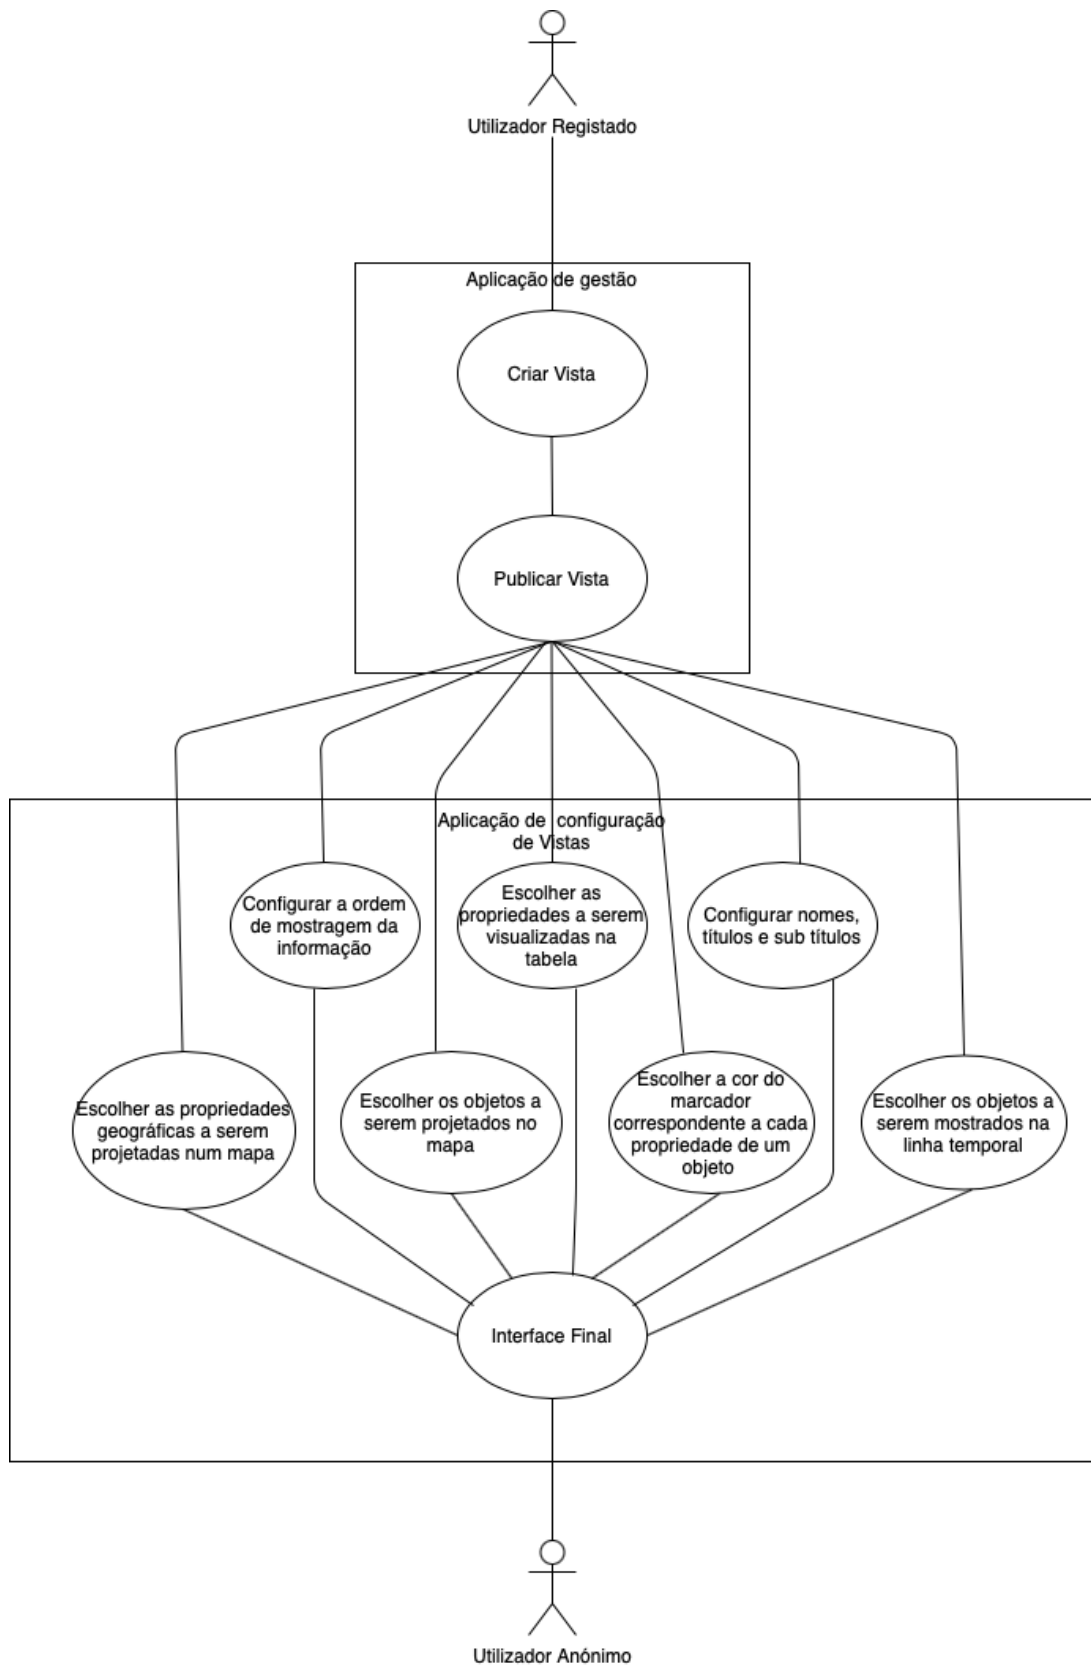 Utilizador Registado
Aplicação de gestão
Criar Vista
Publicar Vista
Aplicação de configuração
de Vistas
Configurar a ordem
de mostragem da
informação
Escolher as
propriedades a serem
visualizadas na
tabela
Configurar nomes,
títulos e sub títulos
Escolher as propriedades
geográficas a serem
projetadas num mapa
Escolher os objetos a
serem projetados no
mapa
Escolher a cor do
marcador
correspondente a cada
propriedade de um
objeto
Escolher os objetos a
serem mostrados na
linha temporal
Interface Final
Utilizador Anónimo